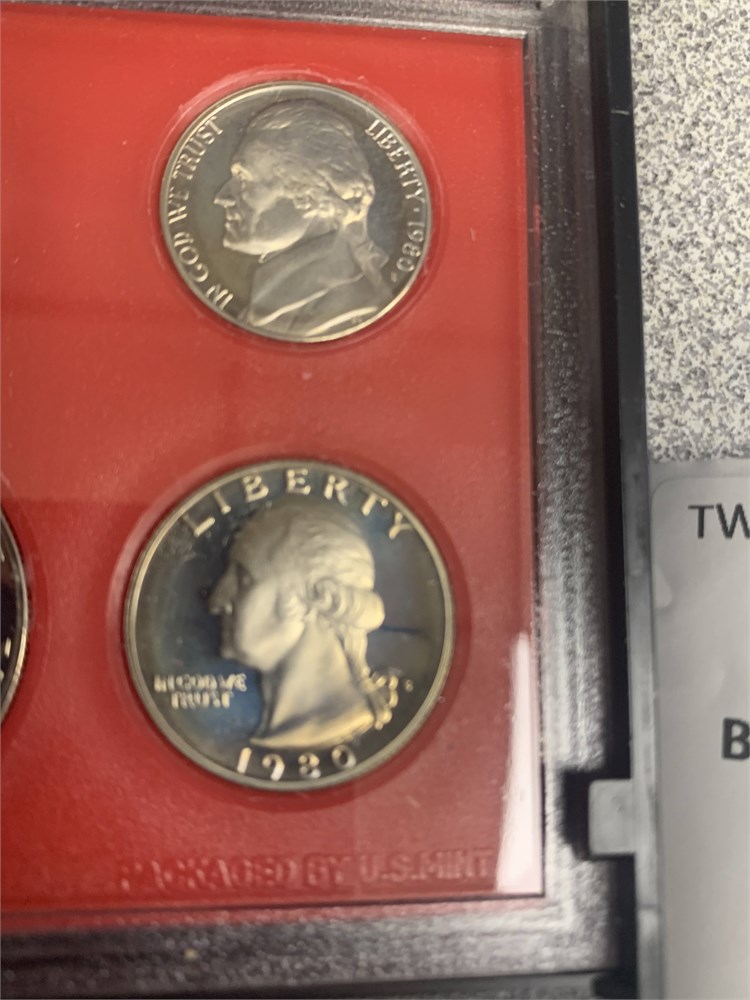 IN GOD WE TRUST
LIBERTY · 1980
LIBERTY
IN GOD WE
TRUST
1980
PACKAGED BY U.S.MINT
TW
B